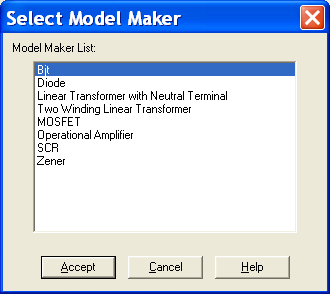 Select Model Maker
Model Maker List:
Bjt
Diode
Linear Transformer with Neutral Terminal
Two Winding Linear Transformer
MOSFET
Operational Amplifier
SCR
Zener
Accept Cancel Help